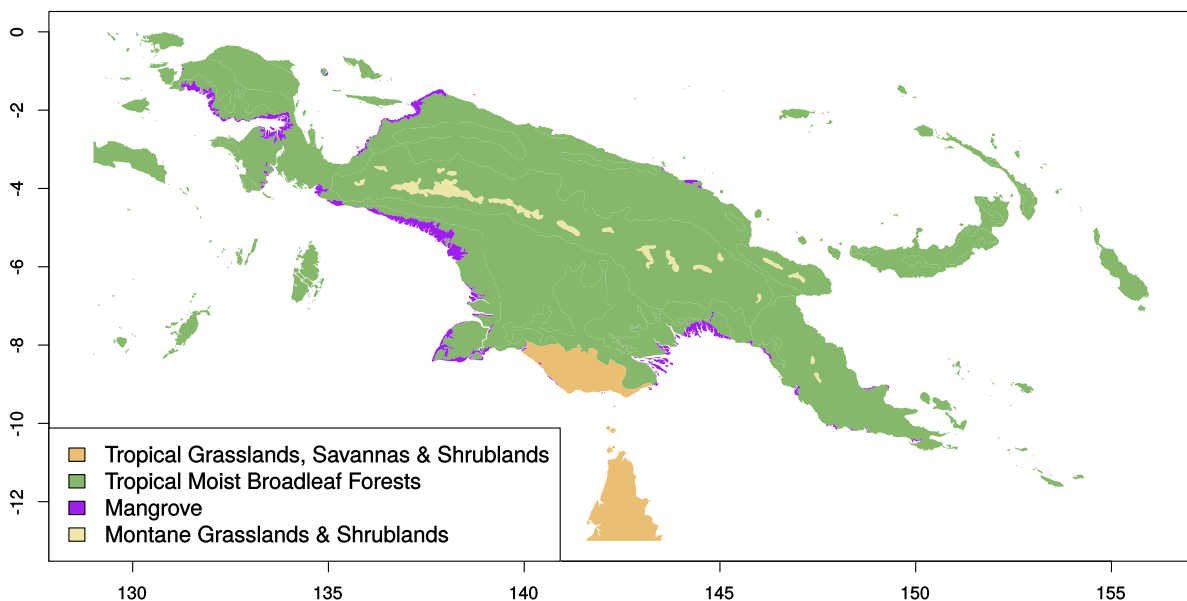 0
-2
-4
-6
-8
-10
-12
Tropical Grasslands, Savannas & Shrublands
Tropical Moist Broadleaf Forests
Mangrove
Montane Grasslands & Shrublands
130 135 140 145 150 155